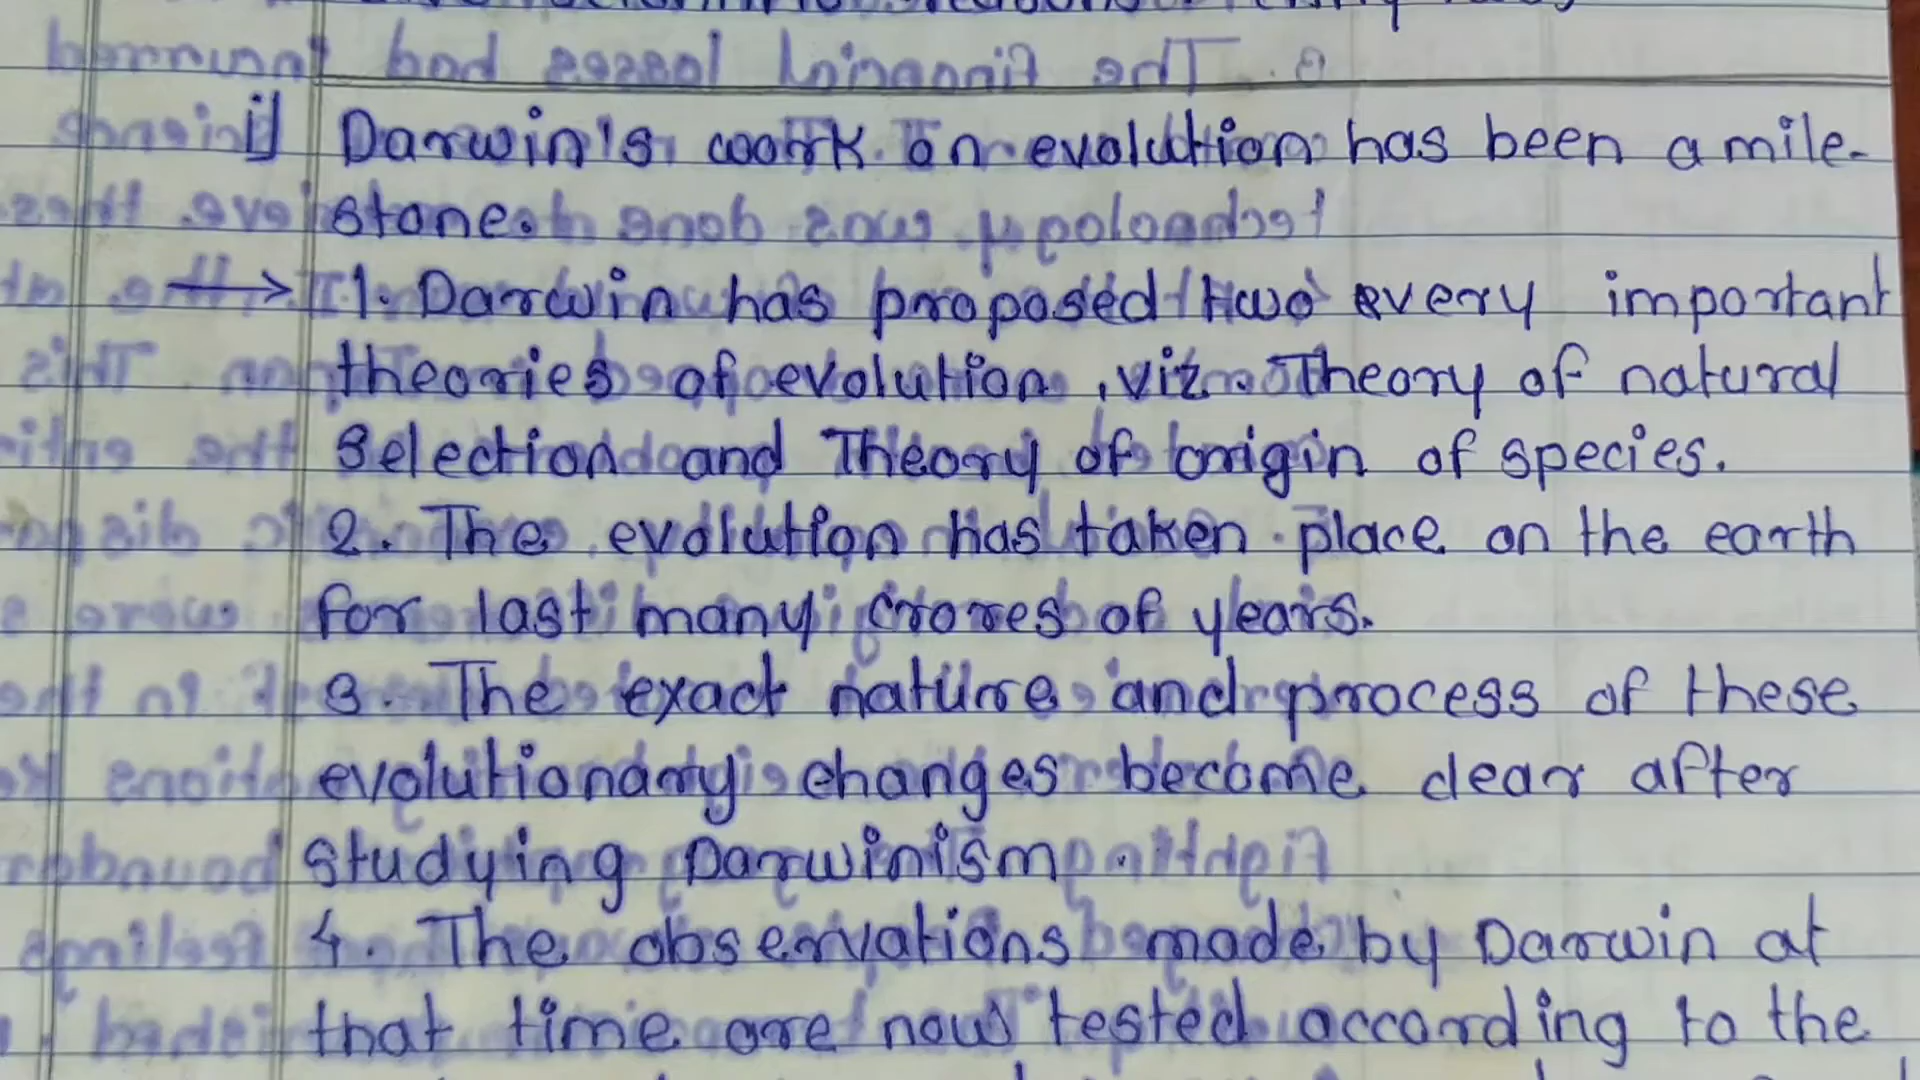 i] Darwin's work on evolution has been a mile-
stone.
→ 1. Darwin has proposed two very important
theories of evolution, viz. Theory of natural
Selection and Theory of origin of species.
2. The evolution has taken place on the earth
for last many crores of years.
3. The exact nature and process of these
evolutionary changes become clear after
studying Darwinism.
4. The observations made by Darwin at
that time are now tested according to the